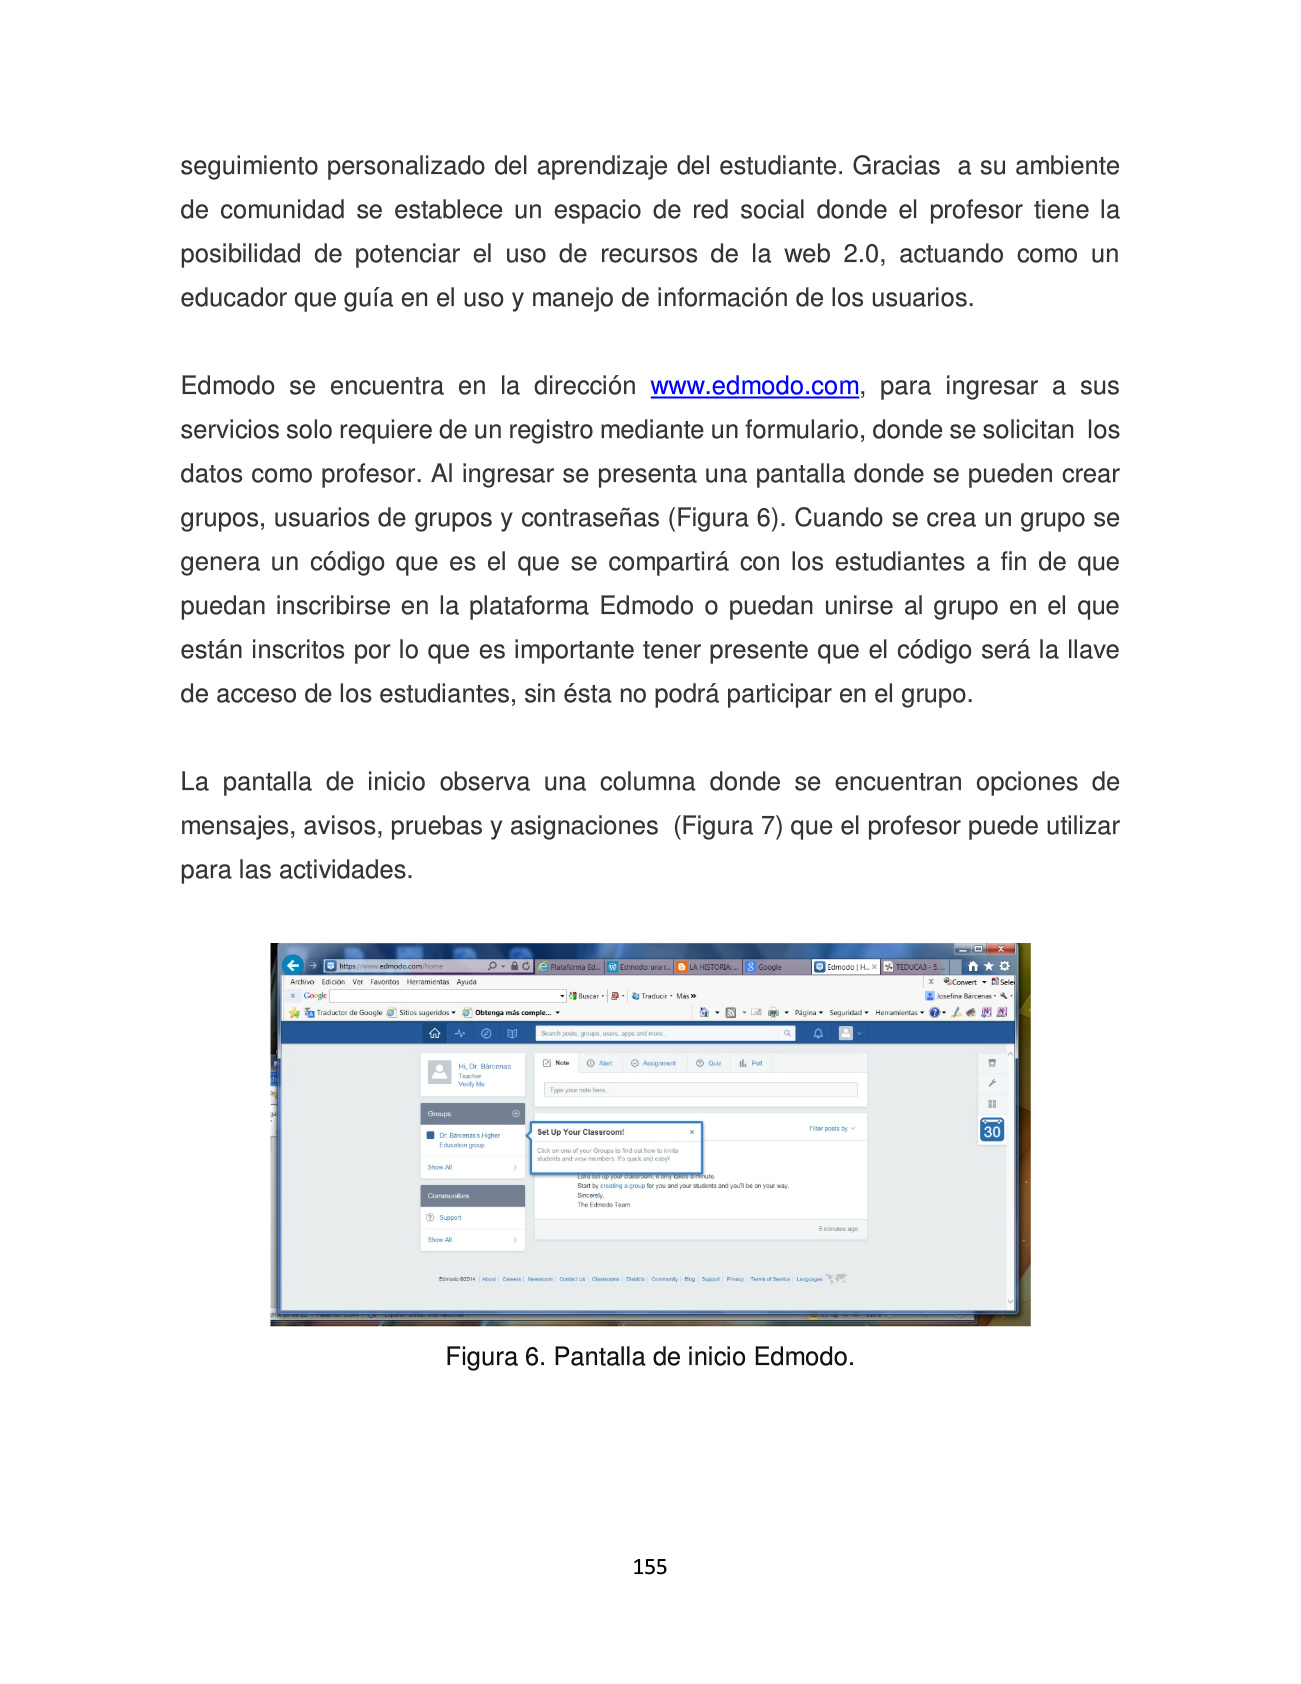 seguimiento personalizado del aprendizaje del estudiante. Gracias  a su ambiente
de comunidad se establece un espacio de red social donde el profesor tiene la
posibilidad de potenciar el uso de recursos de la web 2.0, actuando como un
educador que guía en el uso y manejo de información de los usuarios.
Edmodo se encuentra en la dirección www.edmodo.com, para ingresar a sus
servicios solo requiere de un registro mediante un formulario, donde se solicitan  los
datos como profesor. Al ingresar se presenta una pantalla donde se pueden crear
grupos, usuarios de grupos y contraseñas (Figura 6). Cuando se crea un grupo se
genera un código que es el que se compartirá con los estudiantes a fin de que
puedan inscribirse en la plataforma Edmodo o puedan unirse al grupo en el que
están inscritos por lo que es importante tener presente que el código será la llave
de acceso de los estudiantes, sin ésta no podrá participar en el grupo.
La pantalla de inicio observa una columna donde se encuentran opciones de
mensajes, avisos, pruebas y asignaciones  (Figura 7) que el profesor puede utilizar
para las actividades.
https://www.edmodo.com/home Plataforma Ed... Edmodo: una r... LA HISTORIA: ... Google Edmodo | H... TEDUCA3 - S...
Archivo Edición Ver Favoritos Herramientas Ayuda x Convert Sele
x Google Buscar Traducir Más » Josefina Bárcenas
Traductor de Google Sitios sugeridos Obtenga más comple... Página Seguridad Herramientas
Search posts, groups, users, apps and more...
Hi, Dr. Bárcenas
Teacher
Verify Me
Note Alert Assignment Quiz Poll
Type your note here...
Groups
Dr. Bárcenas's Higher
Education group
Show All
Set Up Your Classroom! ×
Click on one of your Groups to find out how to invite
students and view members. It's quick and easy!
Filter posts by
30
Let's set up your classroom, it only takes a minute.
Start by creating a group for you and your students and you'll be on your way.
Sincerely,
The Edmodo Team
6 minutes ago
Communities
Support
Show All
Edmodo ©2014 | About | Careers | Newsroom | Contact Us | Classrooms | Districts | Community | Blog | Support | Privacy | Terms of Service | Languages
Figura 6. Pantalla de inicio Edmodo.
155